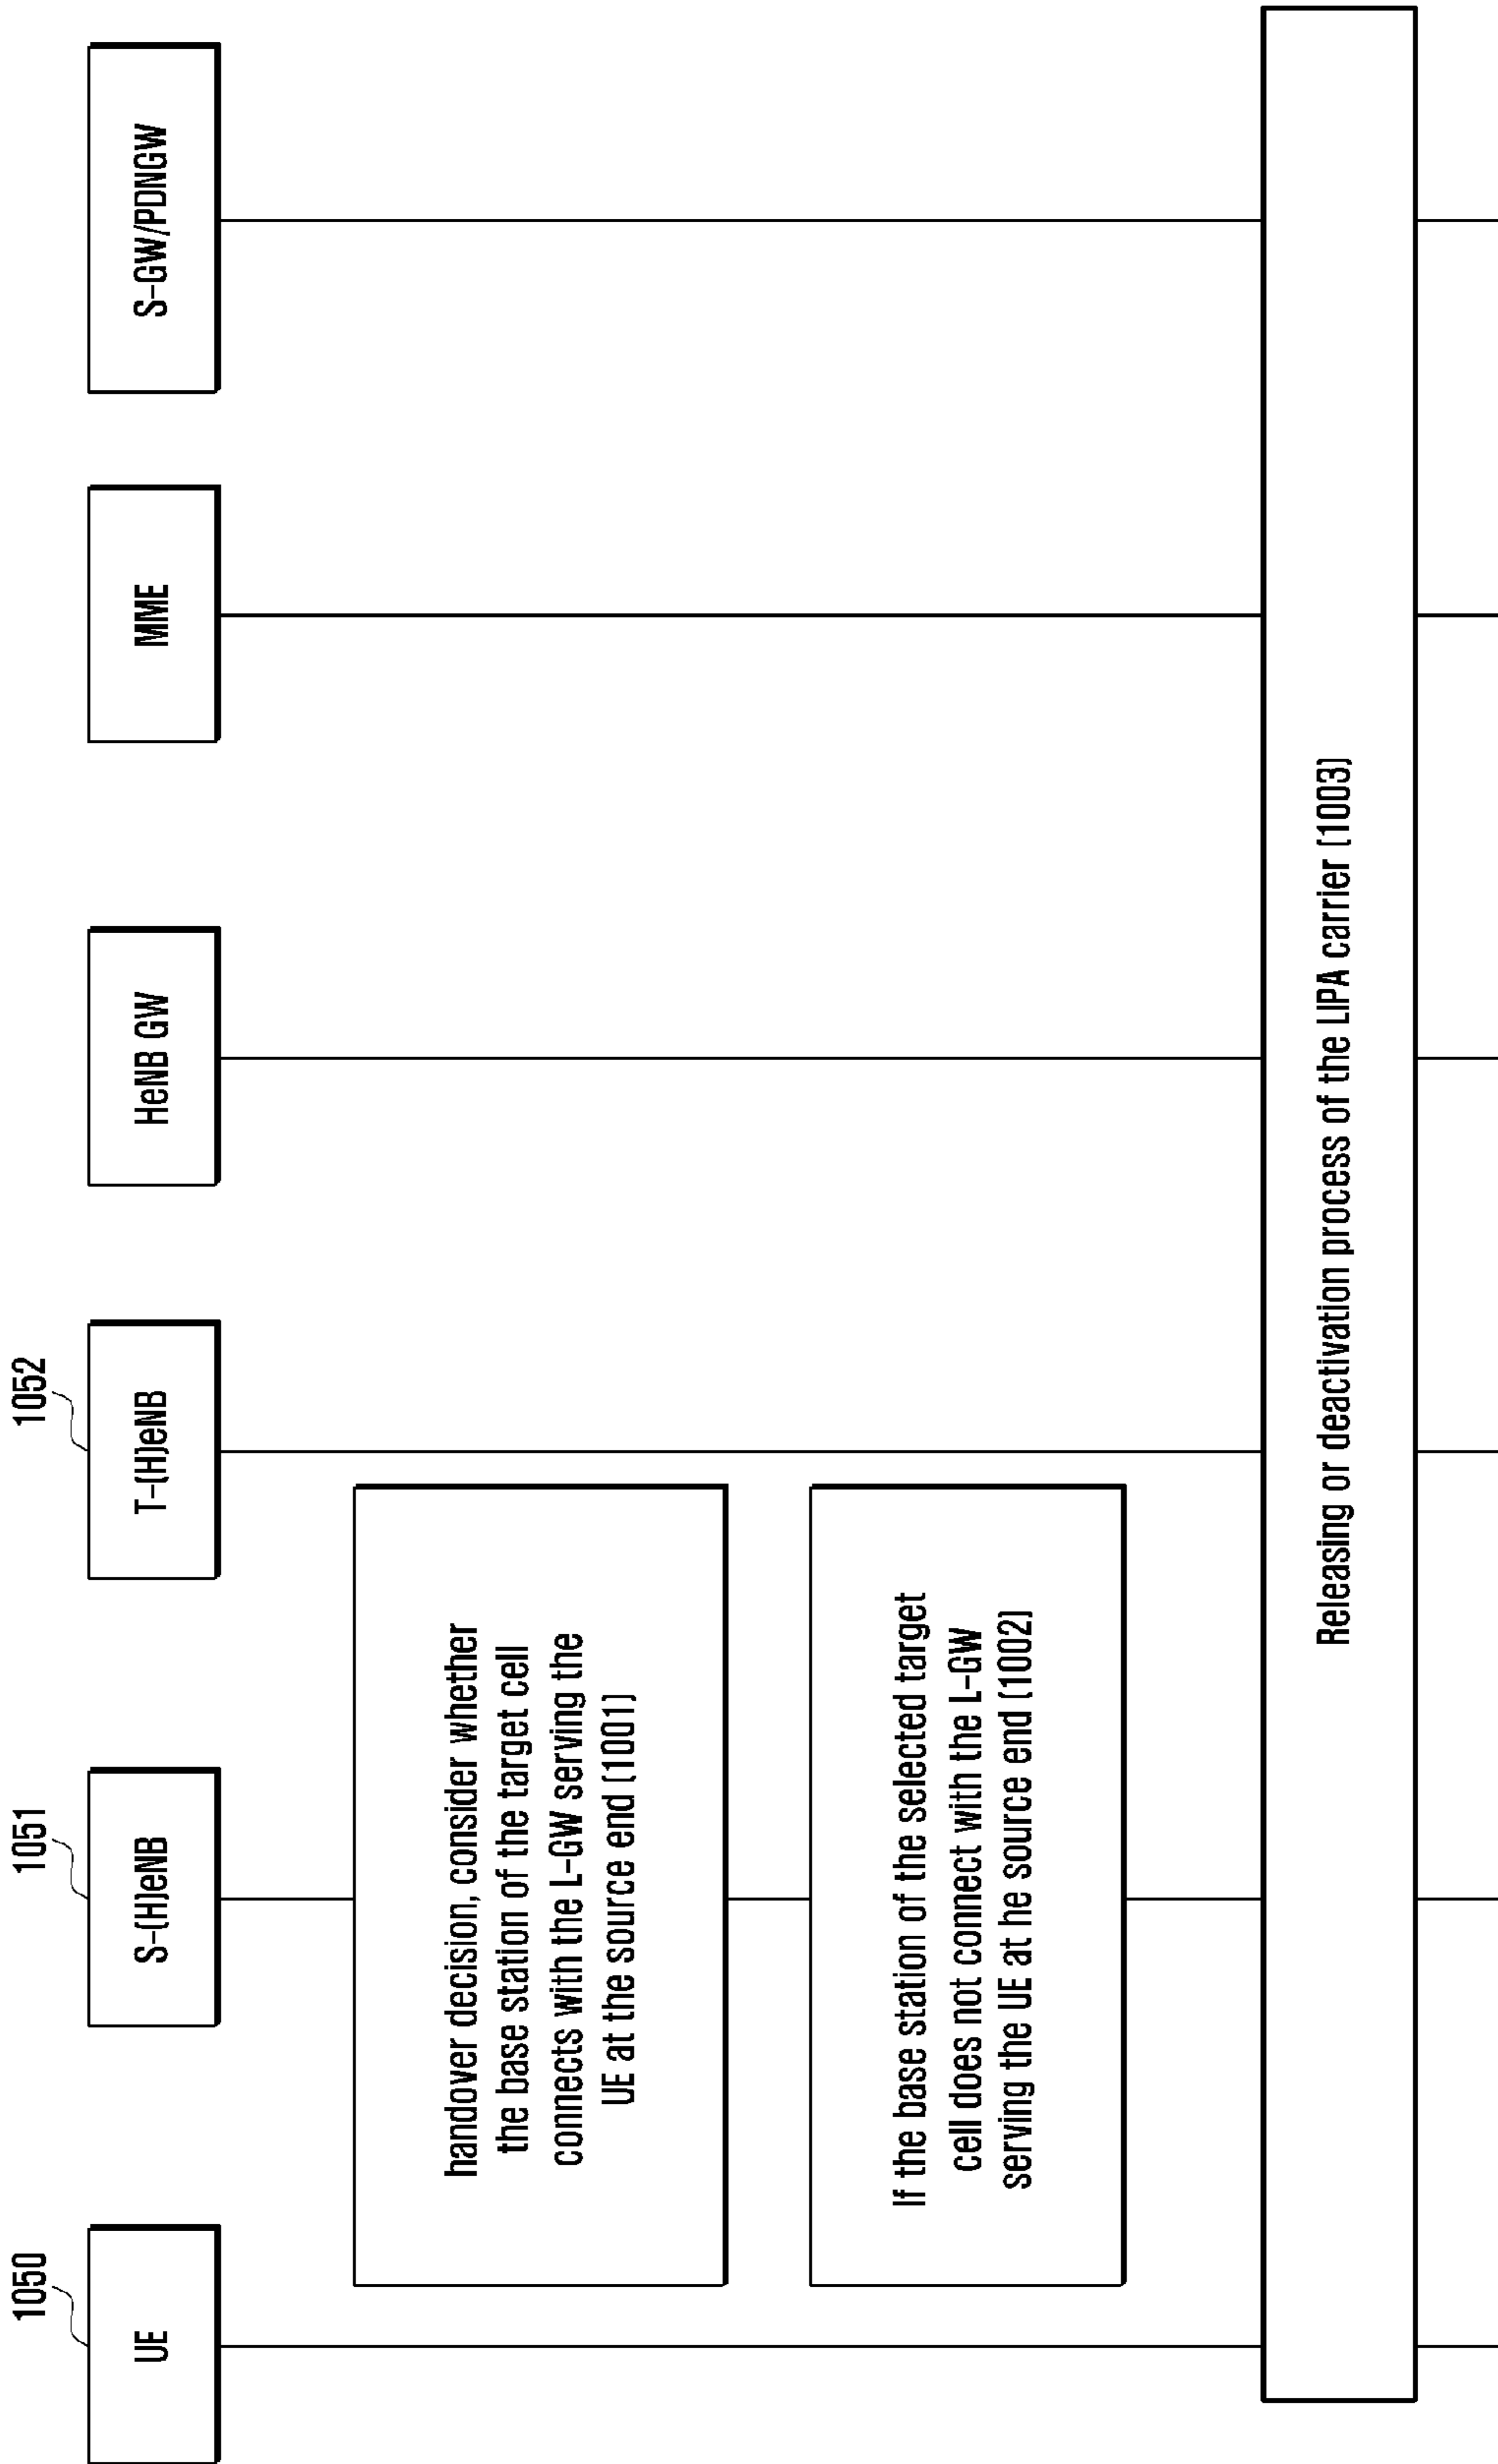 1050
1051
1052
UE
S-(H)eNB
T-(H)eNB
HeNB GW
MME
S-GW/PDNGW
handover decision, consider whether
the base station of the target cell
connects with the L-GW serving the
UE at the source end (1001)
If the base station of the selected target
cell does not connect with the L-GW
serving the UE at he source end (1002)
Releasing or deactivation process of the LIPA carrier (1003)